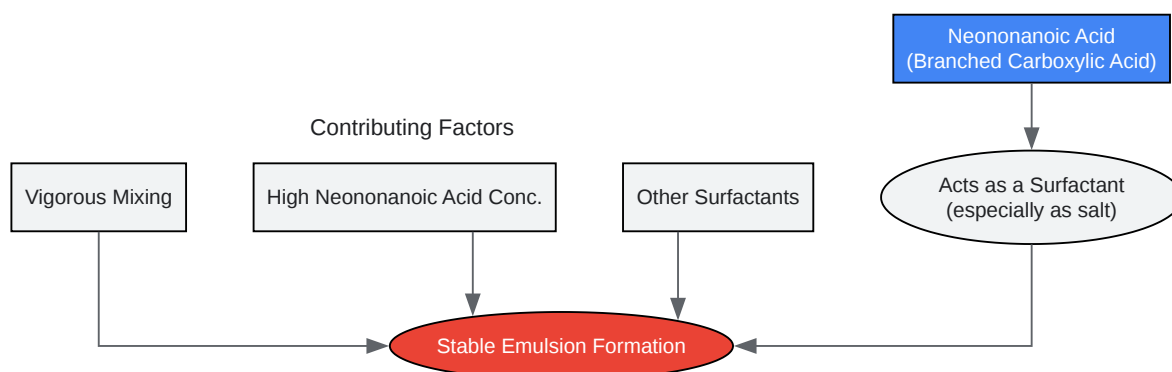 Neononanoic Acid
(Branched Carboxylic Acid)
Contributing Factors
Vigorous Mixing
High Neononanoic Acid Conc.
Other Surfactants
Acts as a Surfactant
(especially as salt)
Stable Emulsion Formation